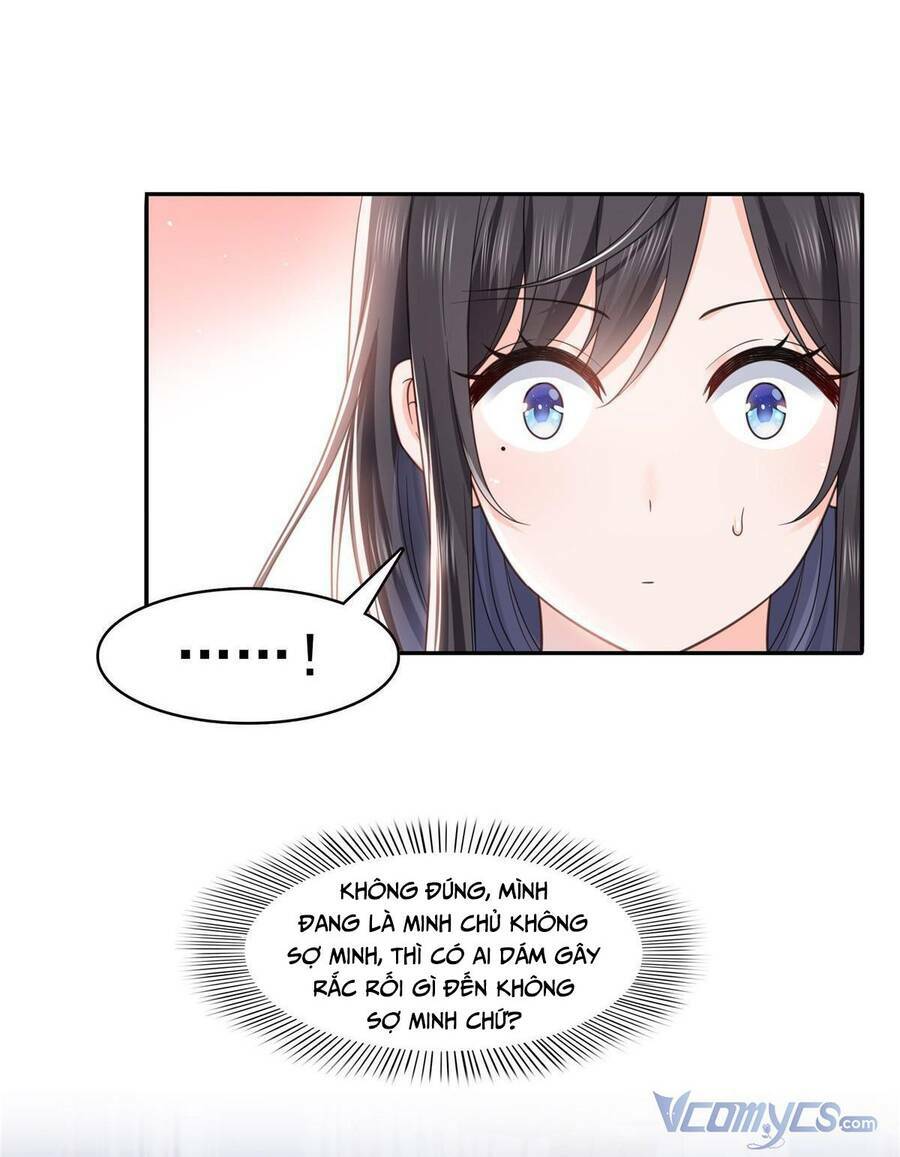 ......!
KHÔNG ĐÚNG, MÌNH
ĐANG LÀ MINH CHỦ KHÔNG
SỢ MINH, THÌ CÓ AI DÁM GÂY
RẮC RỐI GÌ ĐẾN KHÔNG
SỢ MINH CHỨ?
VCOMYCS.com